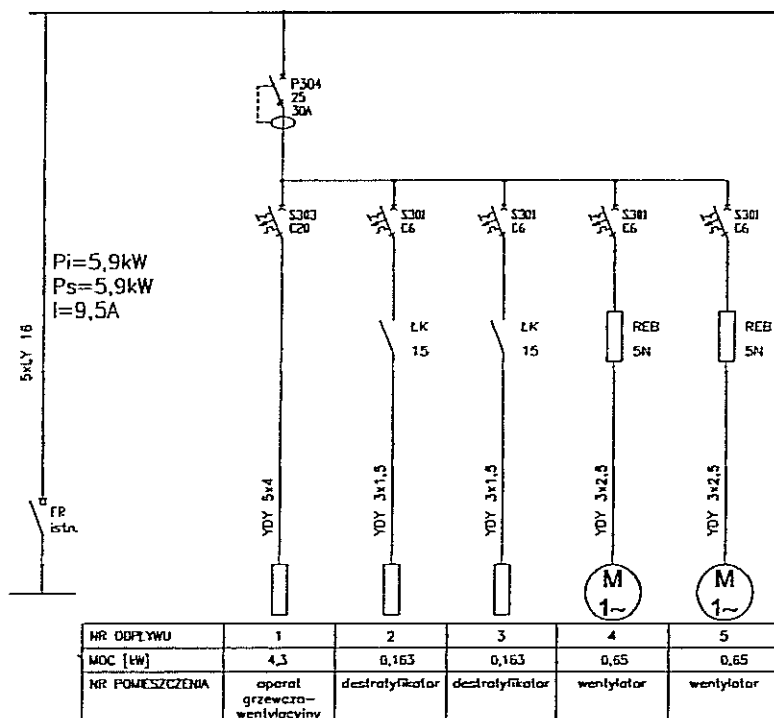 P304
25
30A
S303
C20
S301
C6
S301
C6
S301
C6
S301
C6
Pi=5,9kW
Ps=5,9kW
I=9,5A
5xLY 16
ŁK
15
ŁK
15
REB
5N
REB
5N
YDY 5x4
YDY 3x1,5
YDY 3x1,5
YDY 3x2,5
YDY 3x2,5
FR
istn.
M
1~
M
1~
NR ODPŁYWU 1 2 3 4 5
MOC [kW] 4,3 0,163 0,163 0,65 0,65
NR POMIESZCZENIA aparat grzewczo-wentylacyjny destratyfikator destratyfikator wentylator wentylator